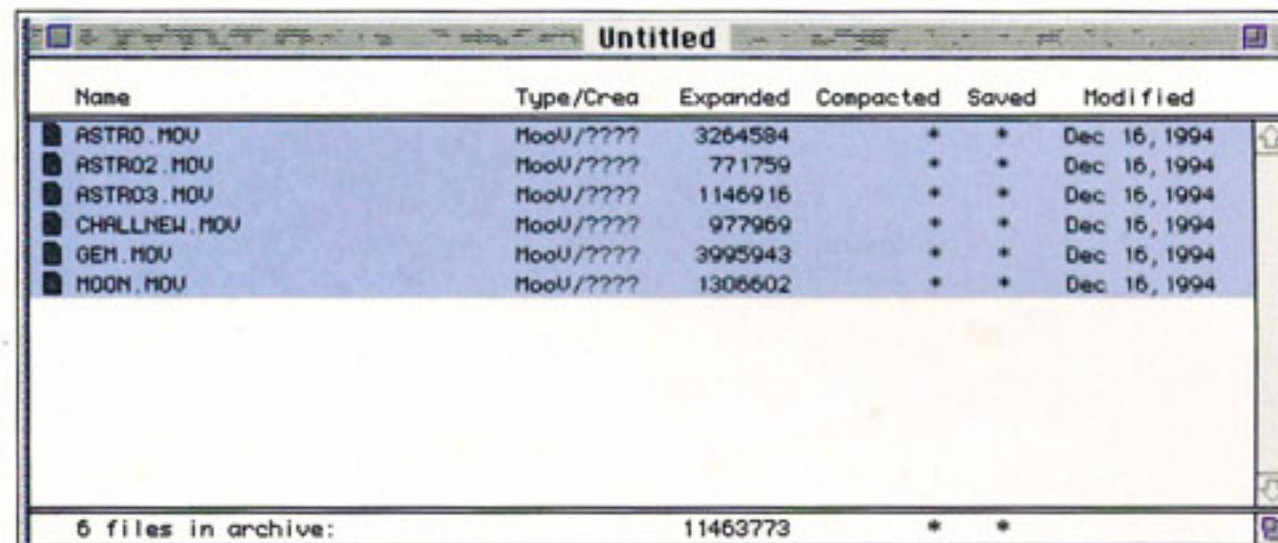 Untitled
Name Type/Crea Expanded Compacted Saved Modified
ASTRO.MOV MooV/???? 3264584 * * Dec 16, 1994
ASTRO2.MOV MooV/???? 771759 * * Dec 16, 1994
ASTRO3.MOV MooV/???? 1146916 * * Dec 16, 1994
CHALLNEW.MOV MooV/???? 977969 * * Dec 16, 1994
GEM.MOV MooV/???? 3995943 * * Dec 16, 1994
MOON.MOV MooV/???? 1306602 * * Dec 16, 1994
6 files in archive: 11463773 * *